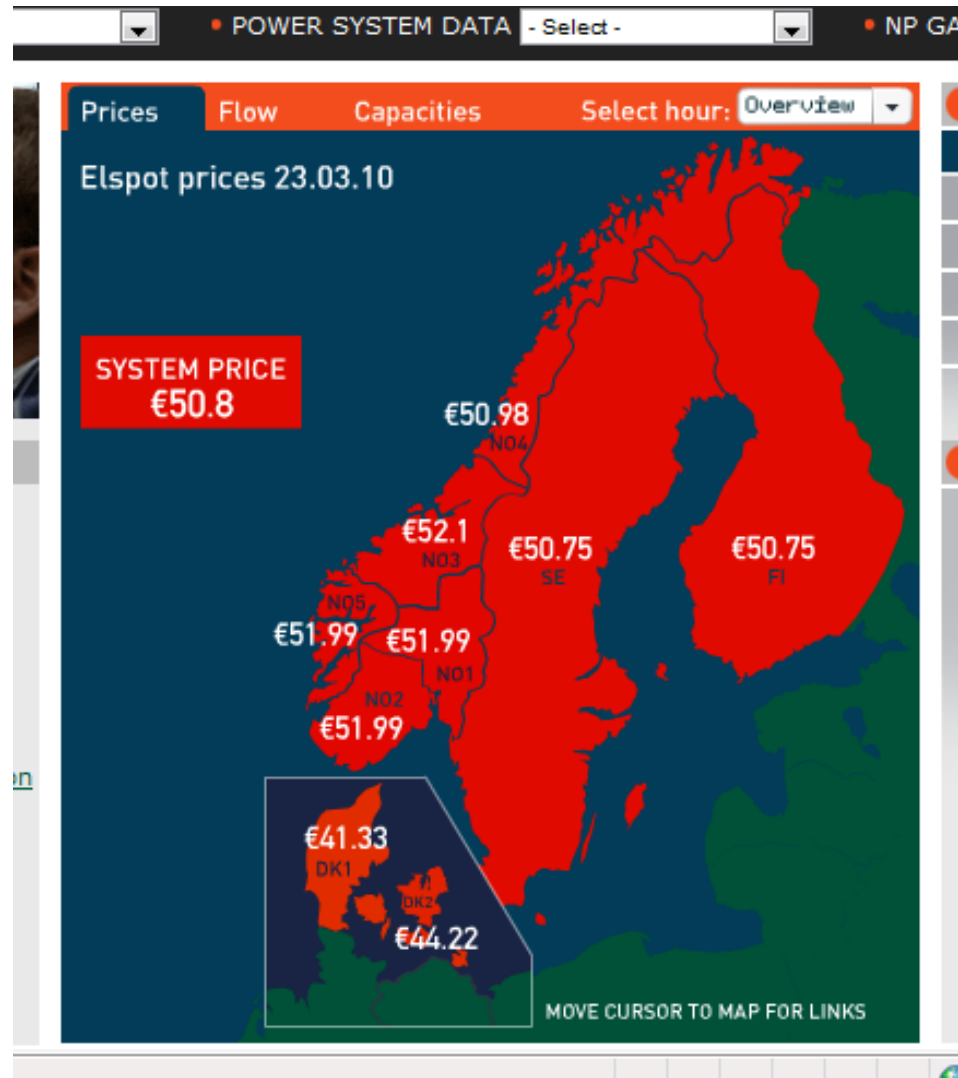 POWER SYSTEM DATA - Select -
NP GA
Prices Flow Capacities Select hour: Overview
Elspot prices 23.03.10
SYSTEM PRICE
€50.8
€50.98
NO4
€52.1
NO3
€50.75
SE
€50.75
FI
NO5
€51.99
€51.99
NO1
NO2
€51.99
on
€41.33
DK1
DK2
€44.22
MOVE CURSOR TO MAP FOR LINKS